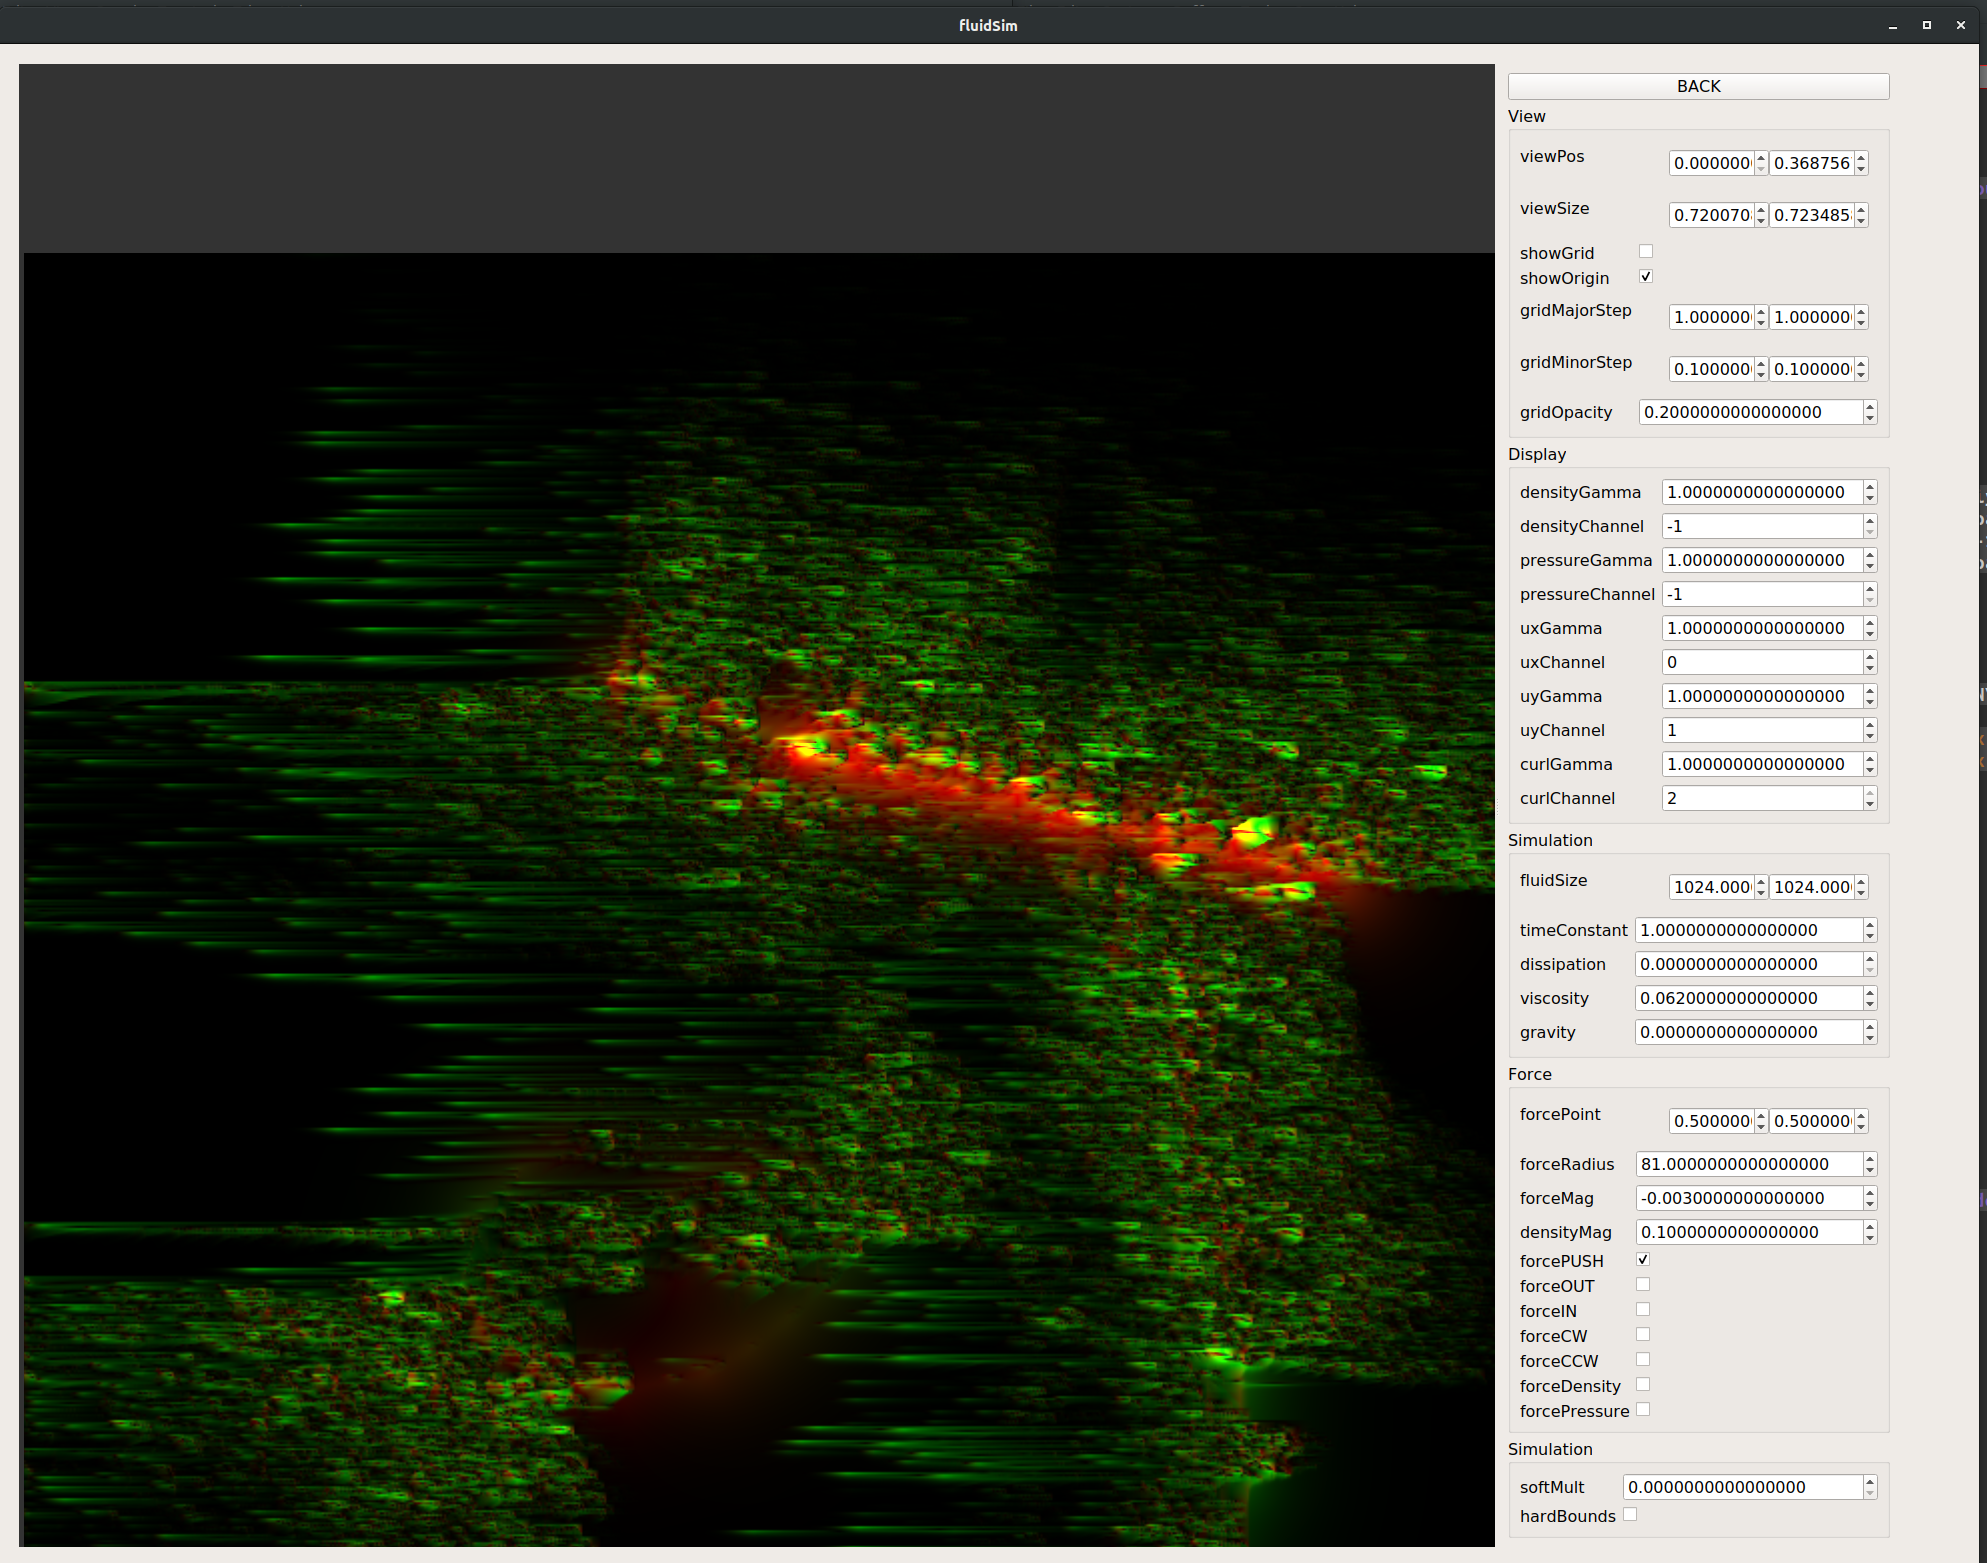 fluidSim
BACK
View
viewPos 0.000000 0.368756
viewSize 0.720070 0.723485
showGrid
showOrigin
gridMajorStep 1.000000 1.000000
gridMinorStep 0.100000 0.100000
gridOpacity 0.2000000000000000
Display
densityGamma 1.0000000000000000
densityChannel -1
pressureGamma 1.0000000000000000
pressureChannel -1
uxGamma 1.0000000000000000
uxChannel 0
uyGamma 1.0000000000000000
uyChannel 1
curlGamma 1.0000000000000000
curlChannel 2
Simulation
fluidSize 1024.000 1024.000
timeConstant 1.0000000000000000
dissipation 0.0000000000000000
viscosity 0.0620000000000000
gravity 0.0000000000000000
Force
forcePoint 0.500000 0.500000
forceRadius 81.0000000000000000
forceMag -0.0030000000000000
densityMag 0.1000000000000000
forcePUSH
forceOUT
forceIN
forceCW
forceCCW
forceDensity
forcePressure
Simulation
softMult 0.0000000000000000
hardBounds